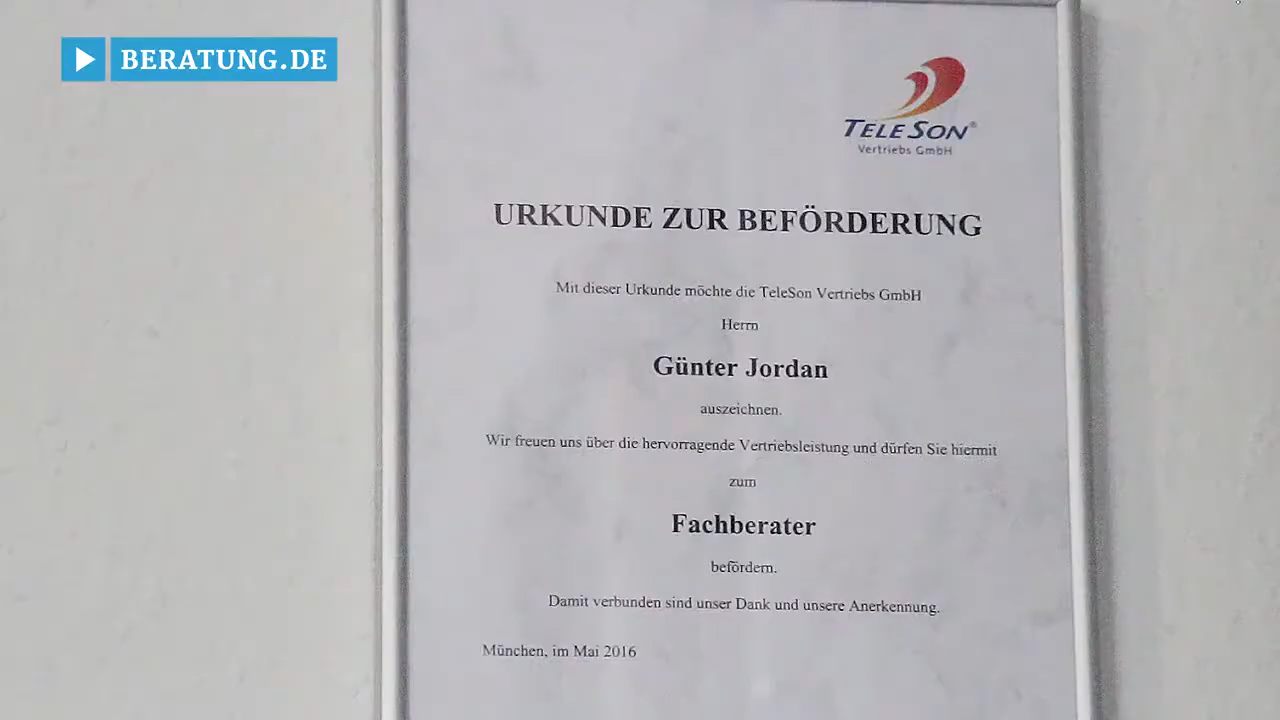 BERATUNG.DE
TELESON®
Vertriebs GmbH
URKUNDE ZUR BEFÖRDERUNG
Mit dieser Urkunde möchte die TeleSon Vertriebs GmbH
Herrn
Günter Jordan
auszeichnen.
Wir freuen uns über die hervorragende Vertriebsleistung und dürfen Sie hiermit
zum
Fachberater
befördern.
Damit verbunden sind unser Dank und unsere Anerkennung.
München, im Mai 2016